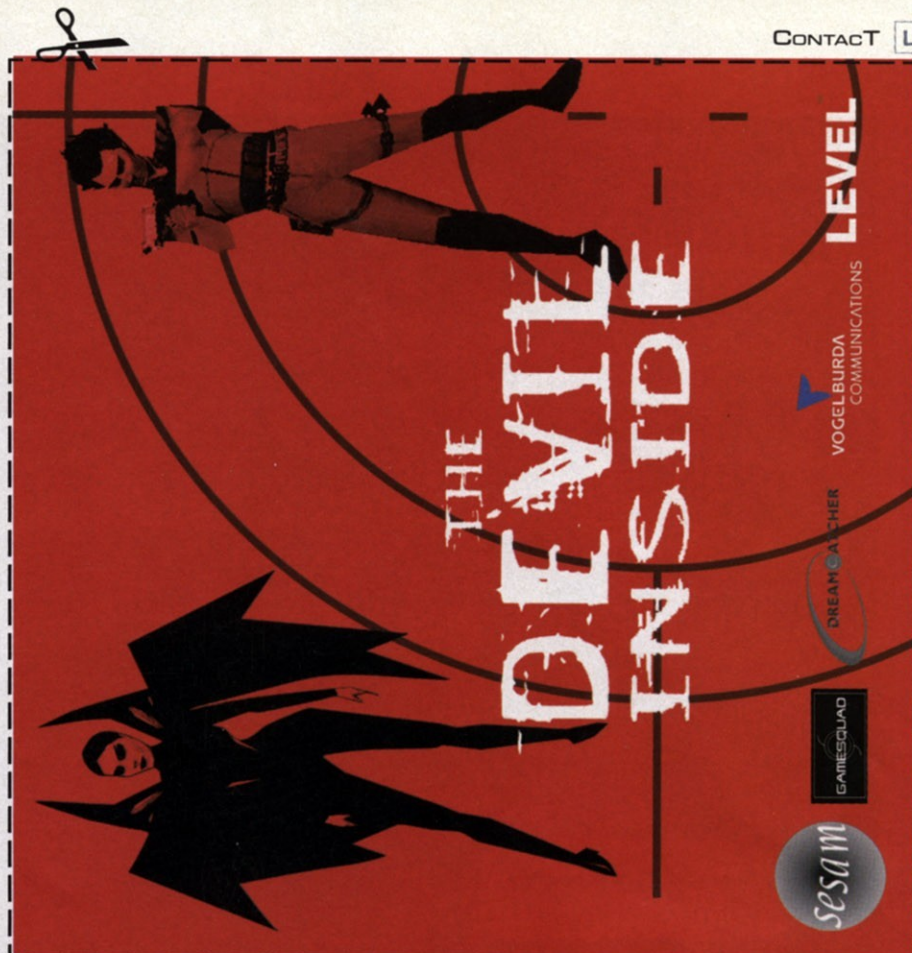 CONTACT L
THE
DEVIL
INSIDE
sesam
GAMESQUAD
DREAMCATCHER
VOGELBURDA
COMMUNICATIONS
LEVEL